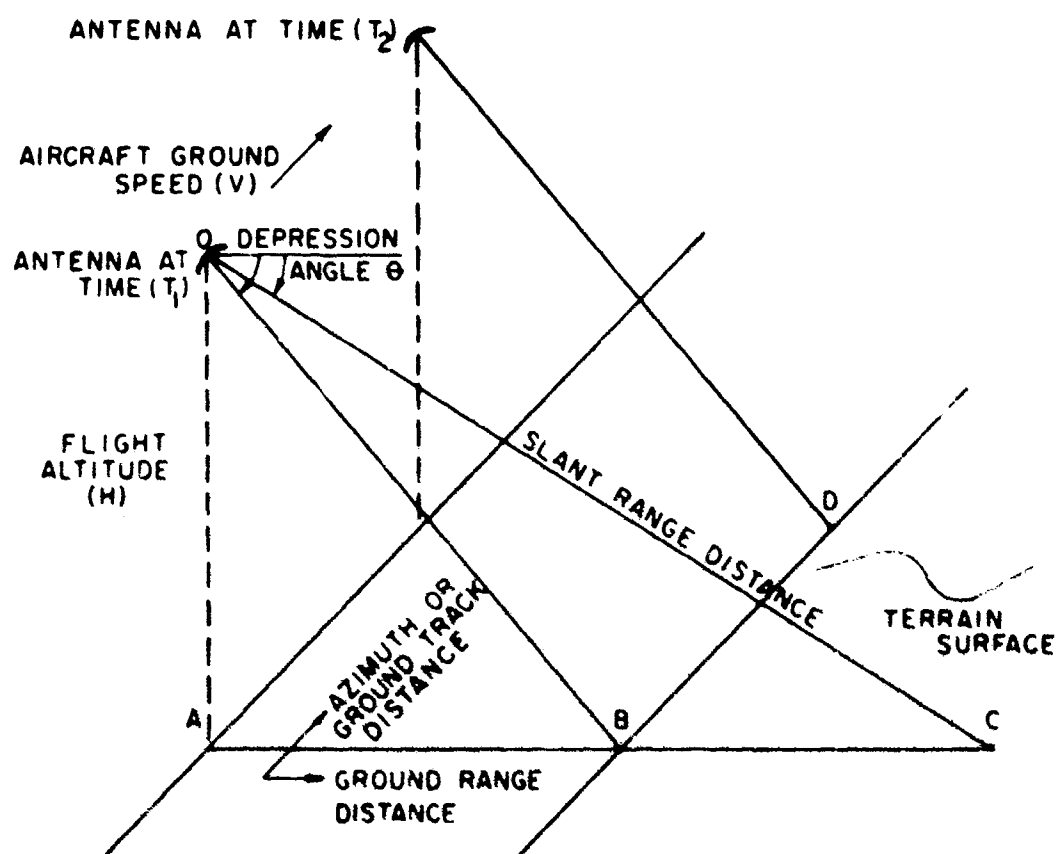 ANTENNA AT TIME (T2)
AIRCRAFT GROUND
SPEED (V)
O
DEPRESSION
ANGLE θ
ANTENNA AT
TIME (T1)
FLIGHT
ALTITUDE
(H)
SLANT RANGE DISTANCE
D
TERRAIN
SURFACE
AZIMUTH OR
GROUND TRACK
DISTANCE
A
B
C
GROUND RANGE
DISTANCE